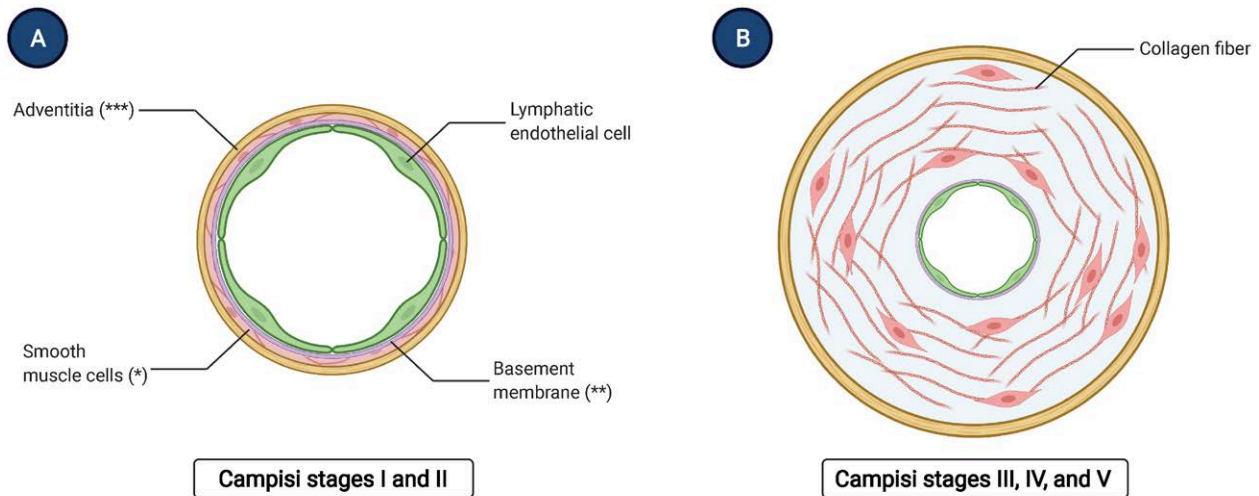 A
B
Collagen fiber
Adventitia (***)
Lymphatic
endothelial cell
Smooth
muscle cells (*)
Basement
membrane (**)
Campisi stages I and II
Campisi stages III, IV, and V